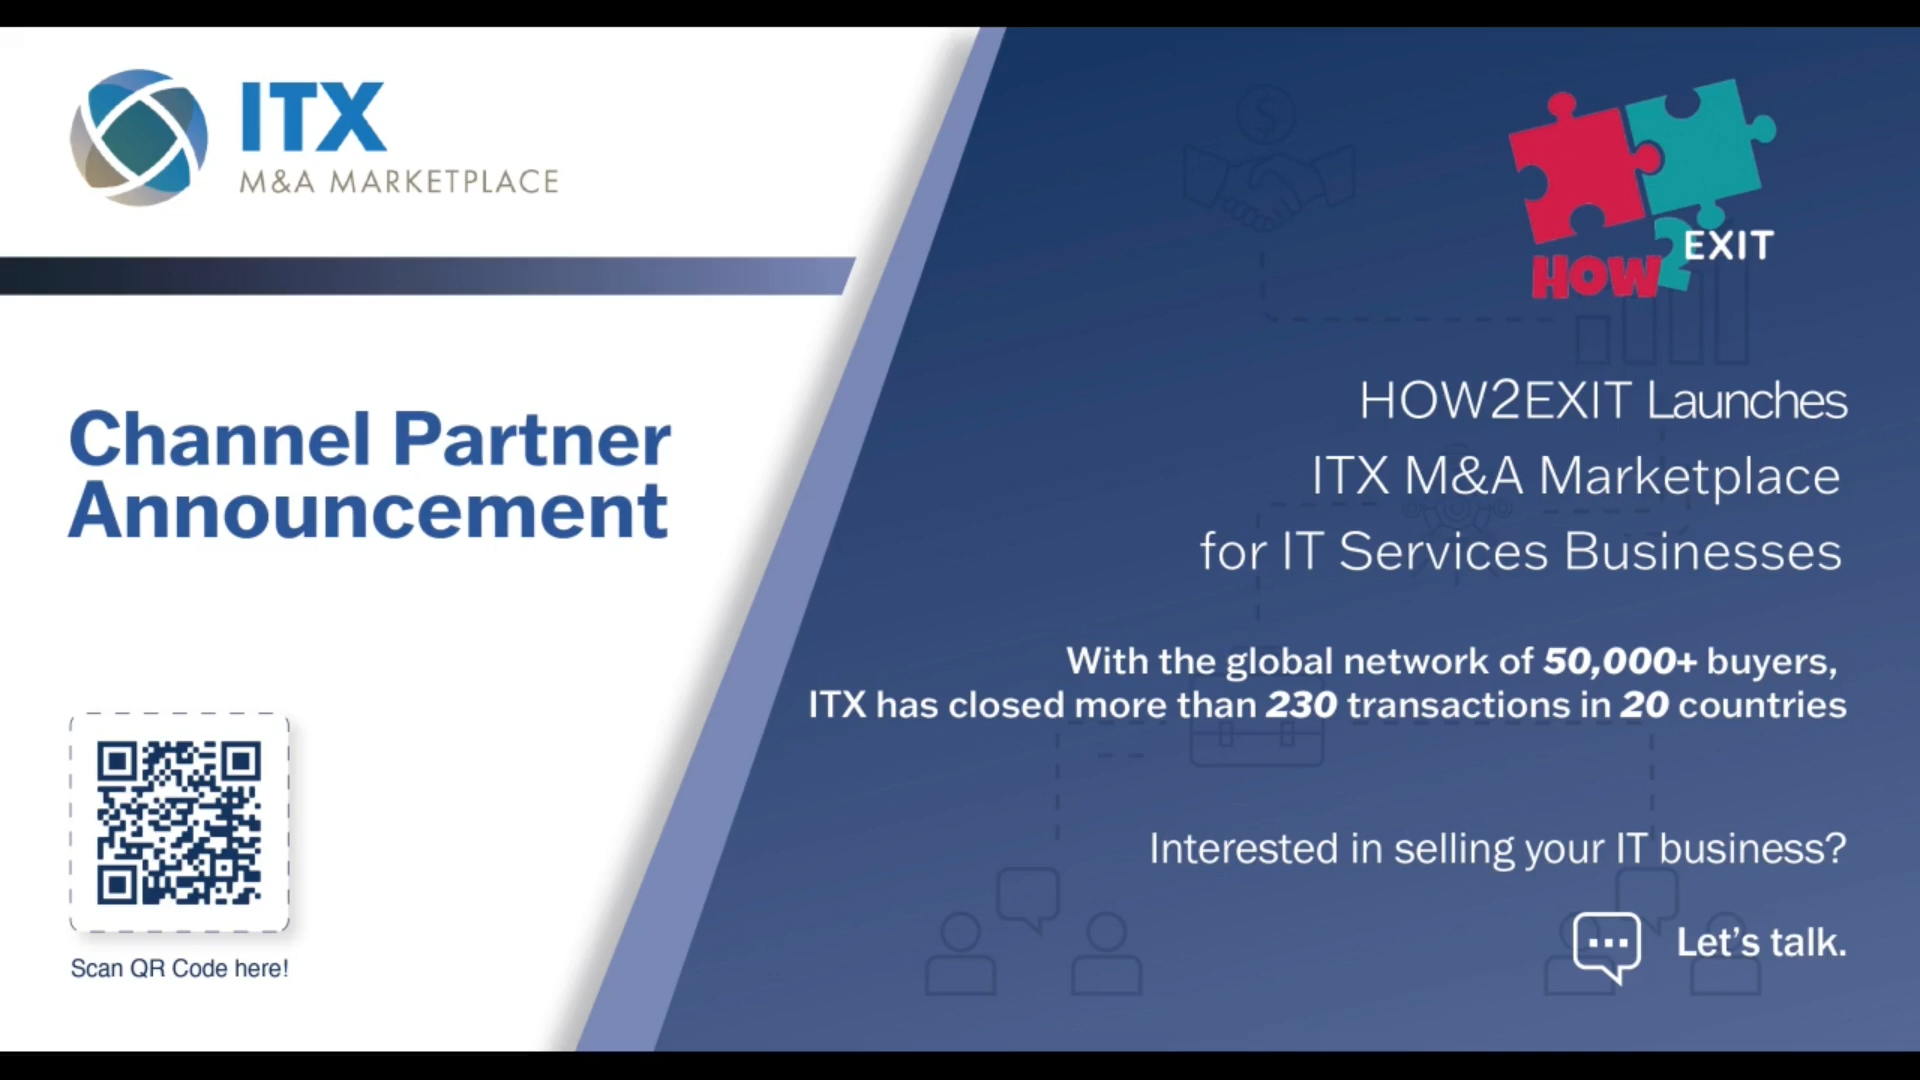 ITX
M&A MARKETPLACE
Channel Partner
Announcement
Scan QR Code here!
HOW2EXIT
HOW2EXIT Launches
ITX M&A Marketplace
for IT Services Businesses
With the global network of 50,000+ buyers,
ITX has closed more than 230 transactions in 20 countries
Interested in selling your IT business?
Let's talk.